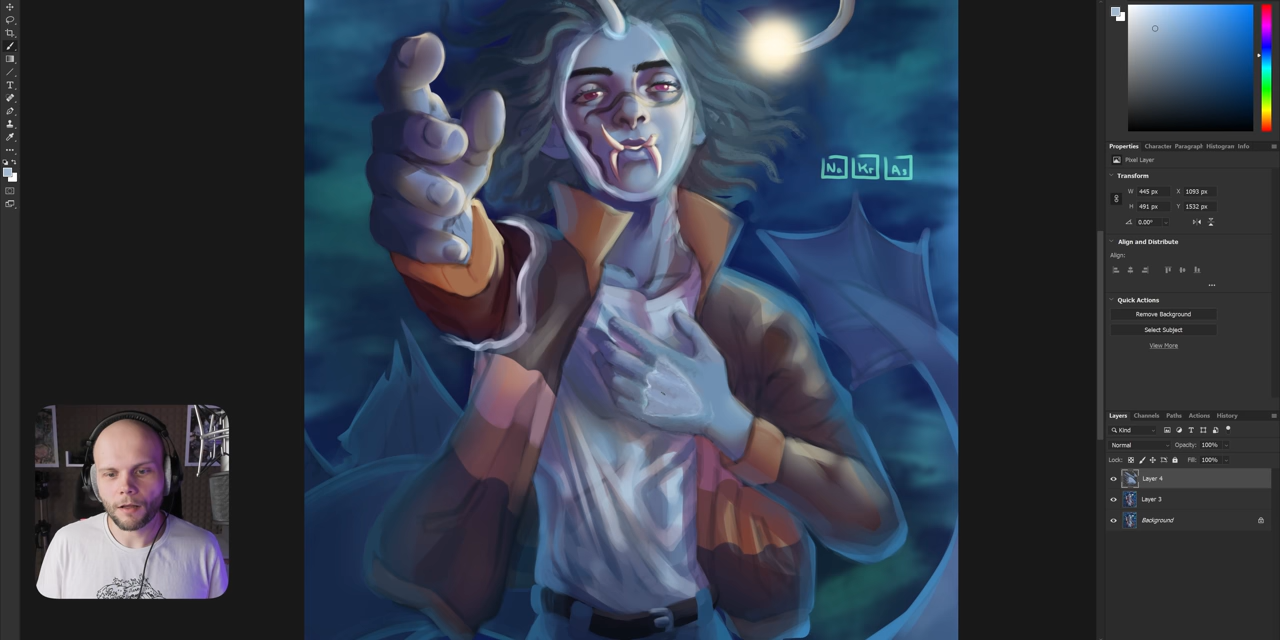 Na Kr As
Properties Character Paragraph Histogran Info
Pixel Layer
Transform
W 445 px X 1093 px
H 491 px Y 1532 px
0.00°
Align and Distribute
Align:
Quick Actions
Remove Background
Select Subject
View More
Layers Channels Paths Actions History
Kind
Normal Opacity: 100%
Lock: Fill: 100%
Layer 4
Layer 3
Background